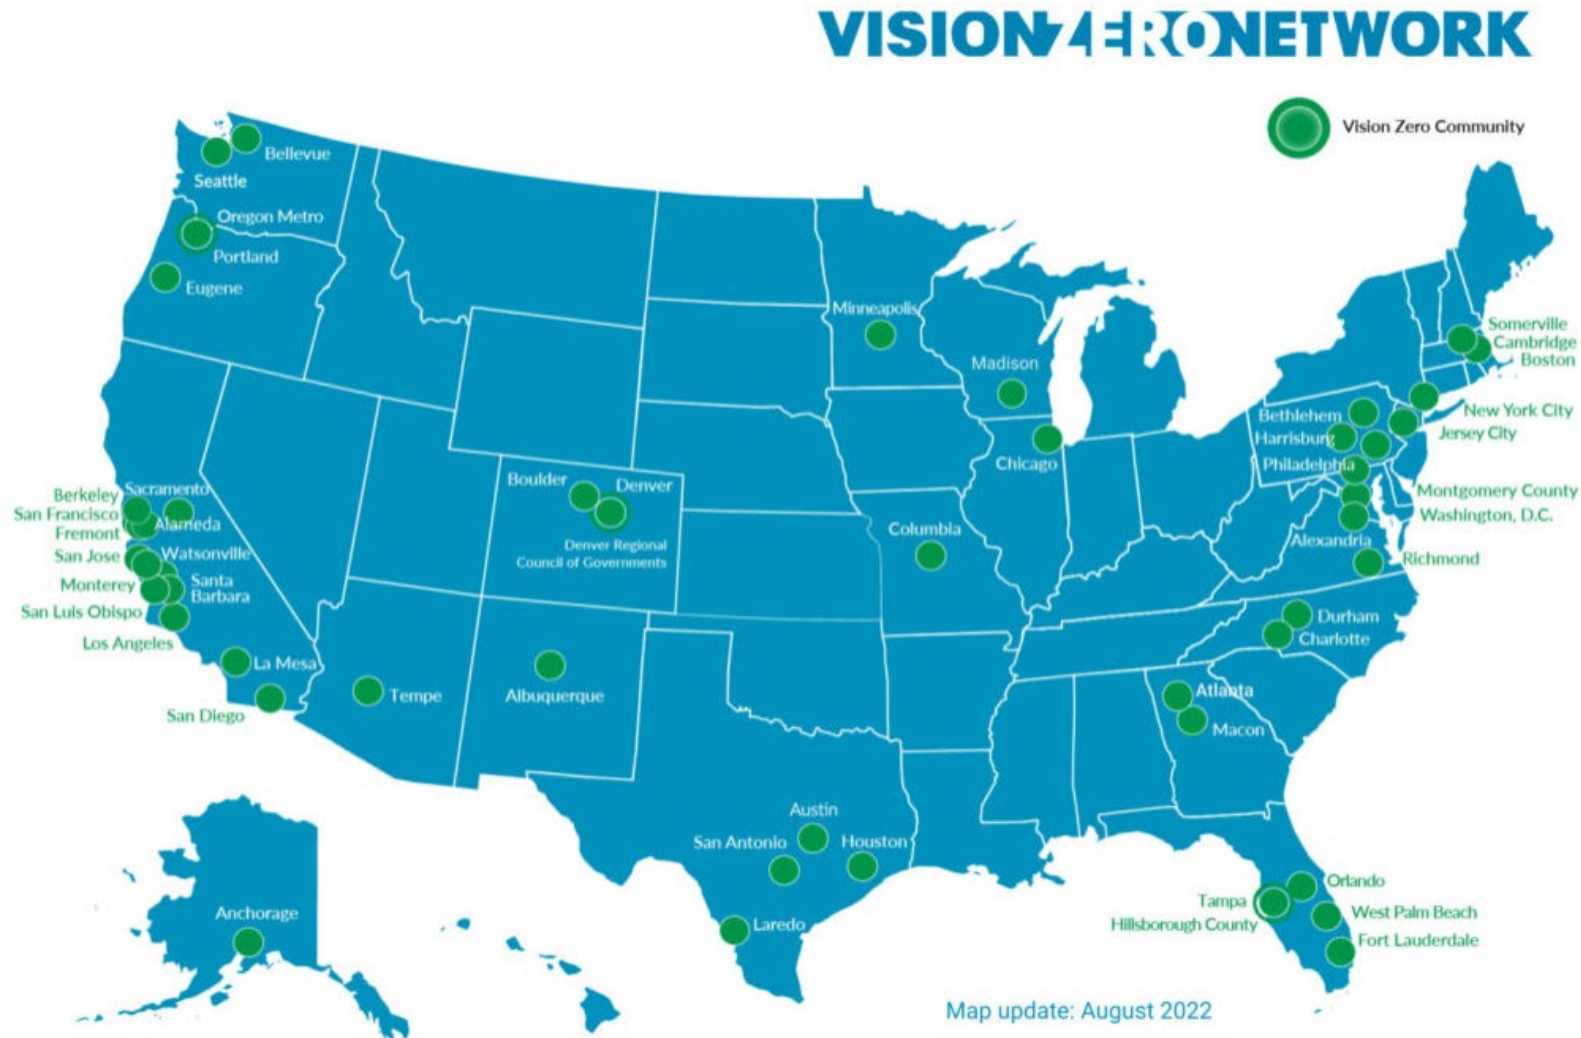 VISIONZERONETWORK
Vision Zero Community
Bellevue
Seattle
Oregon Metro
Portland
Eugene
Minneapolis
Madison
Chicago
Somerville
Cambridge
Boston
New York City
Jersey City
Bethlehem
Harrisburg
Philadelphia
Montgomery County
Washington, D.C.
Alexandria
Richmond
Boulder
Denver
Denver Regional
Council of Governments
Columbia
Sacramento
Berkeley
San Francisco
Alameda
Fremont
San Jose
Watsonville
Monterey
Santa
Barbara
San Luis Obispo
Los Angeles
La Mesa
San Diego
Tempe
Albuquerque
Durham
Charlotte
Atlanta
Macon
Austin
San Antonio
Houston
Laredo
Orlando
Tampa
Hillsborough County
West Palm Beach
Fort Lauderdale
Anchorage
Map update: August 2022